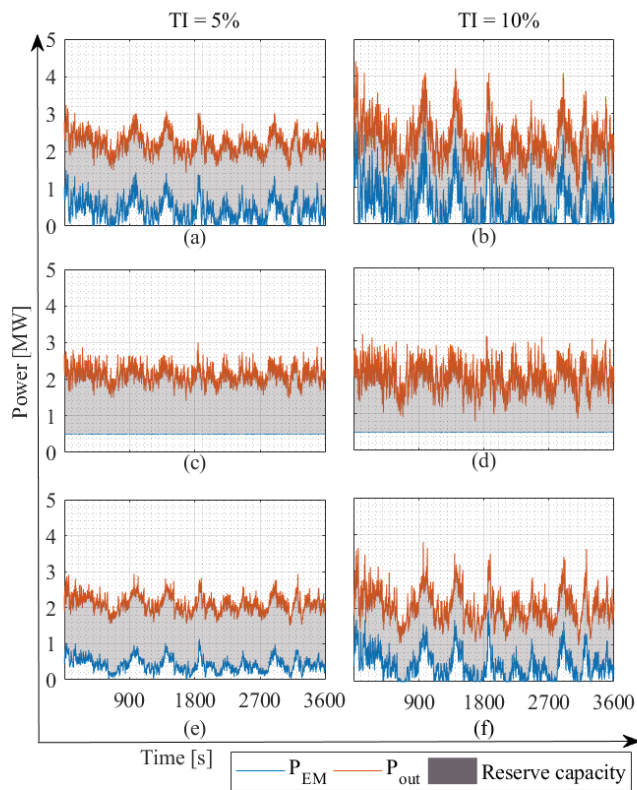 TI = 5% TI = 10%
5
4
3
2
1
0
(a) (b)
5
4
3
2
1
0
(c) (d)
5
4
3
2
1
0
900 1800 2700 3600 900 1800 2700 3600
(e) (f)
Power [MW]
Time [s]
P_EM P_out Reserve capacity